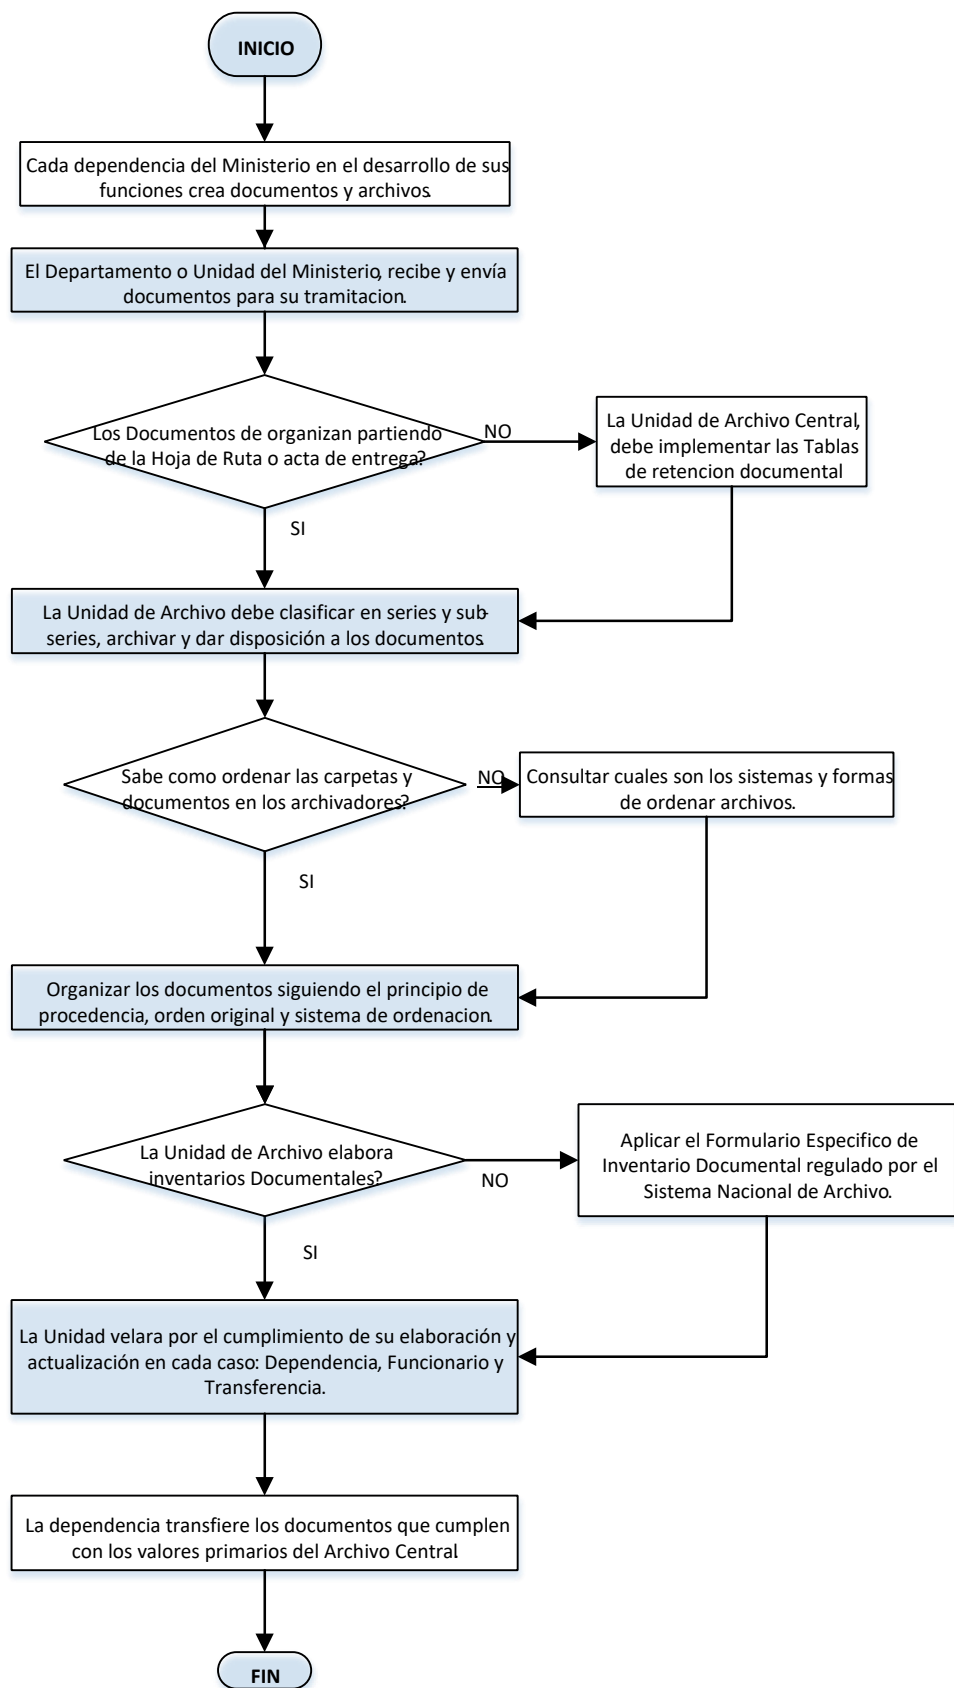 INICIO
Cada dependencia del Ministerio en el desarrollo de sus
funciones crea documentos y archivos.
El Departamento o Unidad del Ministerio, recibe y envía
documentos para su tramitacion.
Los Documentos de organizan partiendo
de la Hoja de Ruta o acta de entrega?
NO
La Unidad de Archivo Central,
debe implementar las Tablas
de retencion documental
SI
La Unidad de Archivo debe clasificar en series y sub-
series, archivar y dar disposición a los documentos.
Sabe como ordenar las carpetas y
documentos en los archivadores?
NO
Consultar cuales son los sistemas y formas
de ordenar archivos.
SI
Organizar los documentos siguiendo el principio de
procedencia, orden original y sistema de ordenacion.
La Unidad de Archivo elabora
inventarios Documentales?
NO
Aplicar el Formulario Especifico de
Inventario Documental regulado por el
Sistema Nacional de Archivo.
SI
La Unidad velara por el cumplimiento de su elaboración y
actualización en cada caso: Dependencia, Funcionario y
Transferencia.
La dependencia transfiere los documentos que cumplen
con los valores primarios del Archivo Central.
FIN